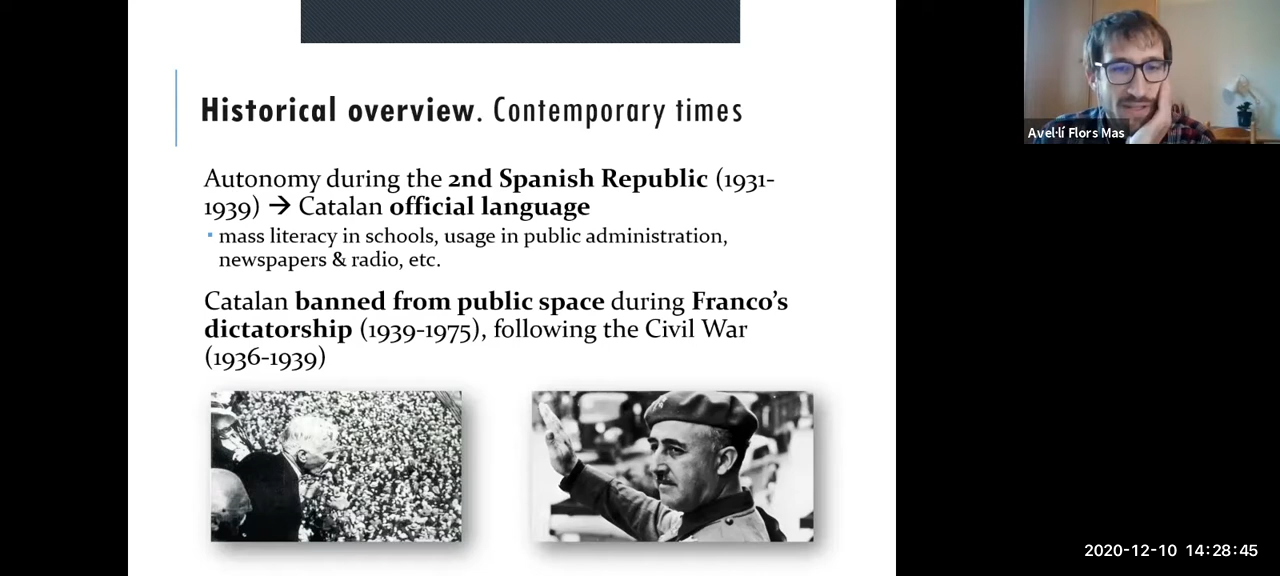 Historical overview. Contemporary times
Autonomy during the 2nd Spanish Republic (1931-
1939) → Catalan official language
▪ mass literacy in schools, usage in public administration,
newspapers & radio, etc.
Catalan banned from public space during Franco's
dictatorship (1939-1975), following the Civil War
(1936-1939)
Avel·lí Flors Mas
2020-12-10 14:28:45